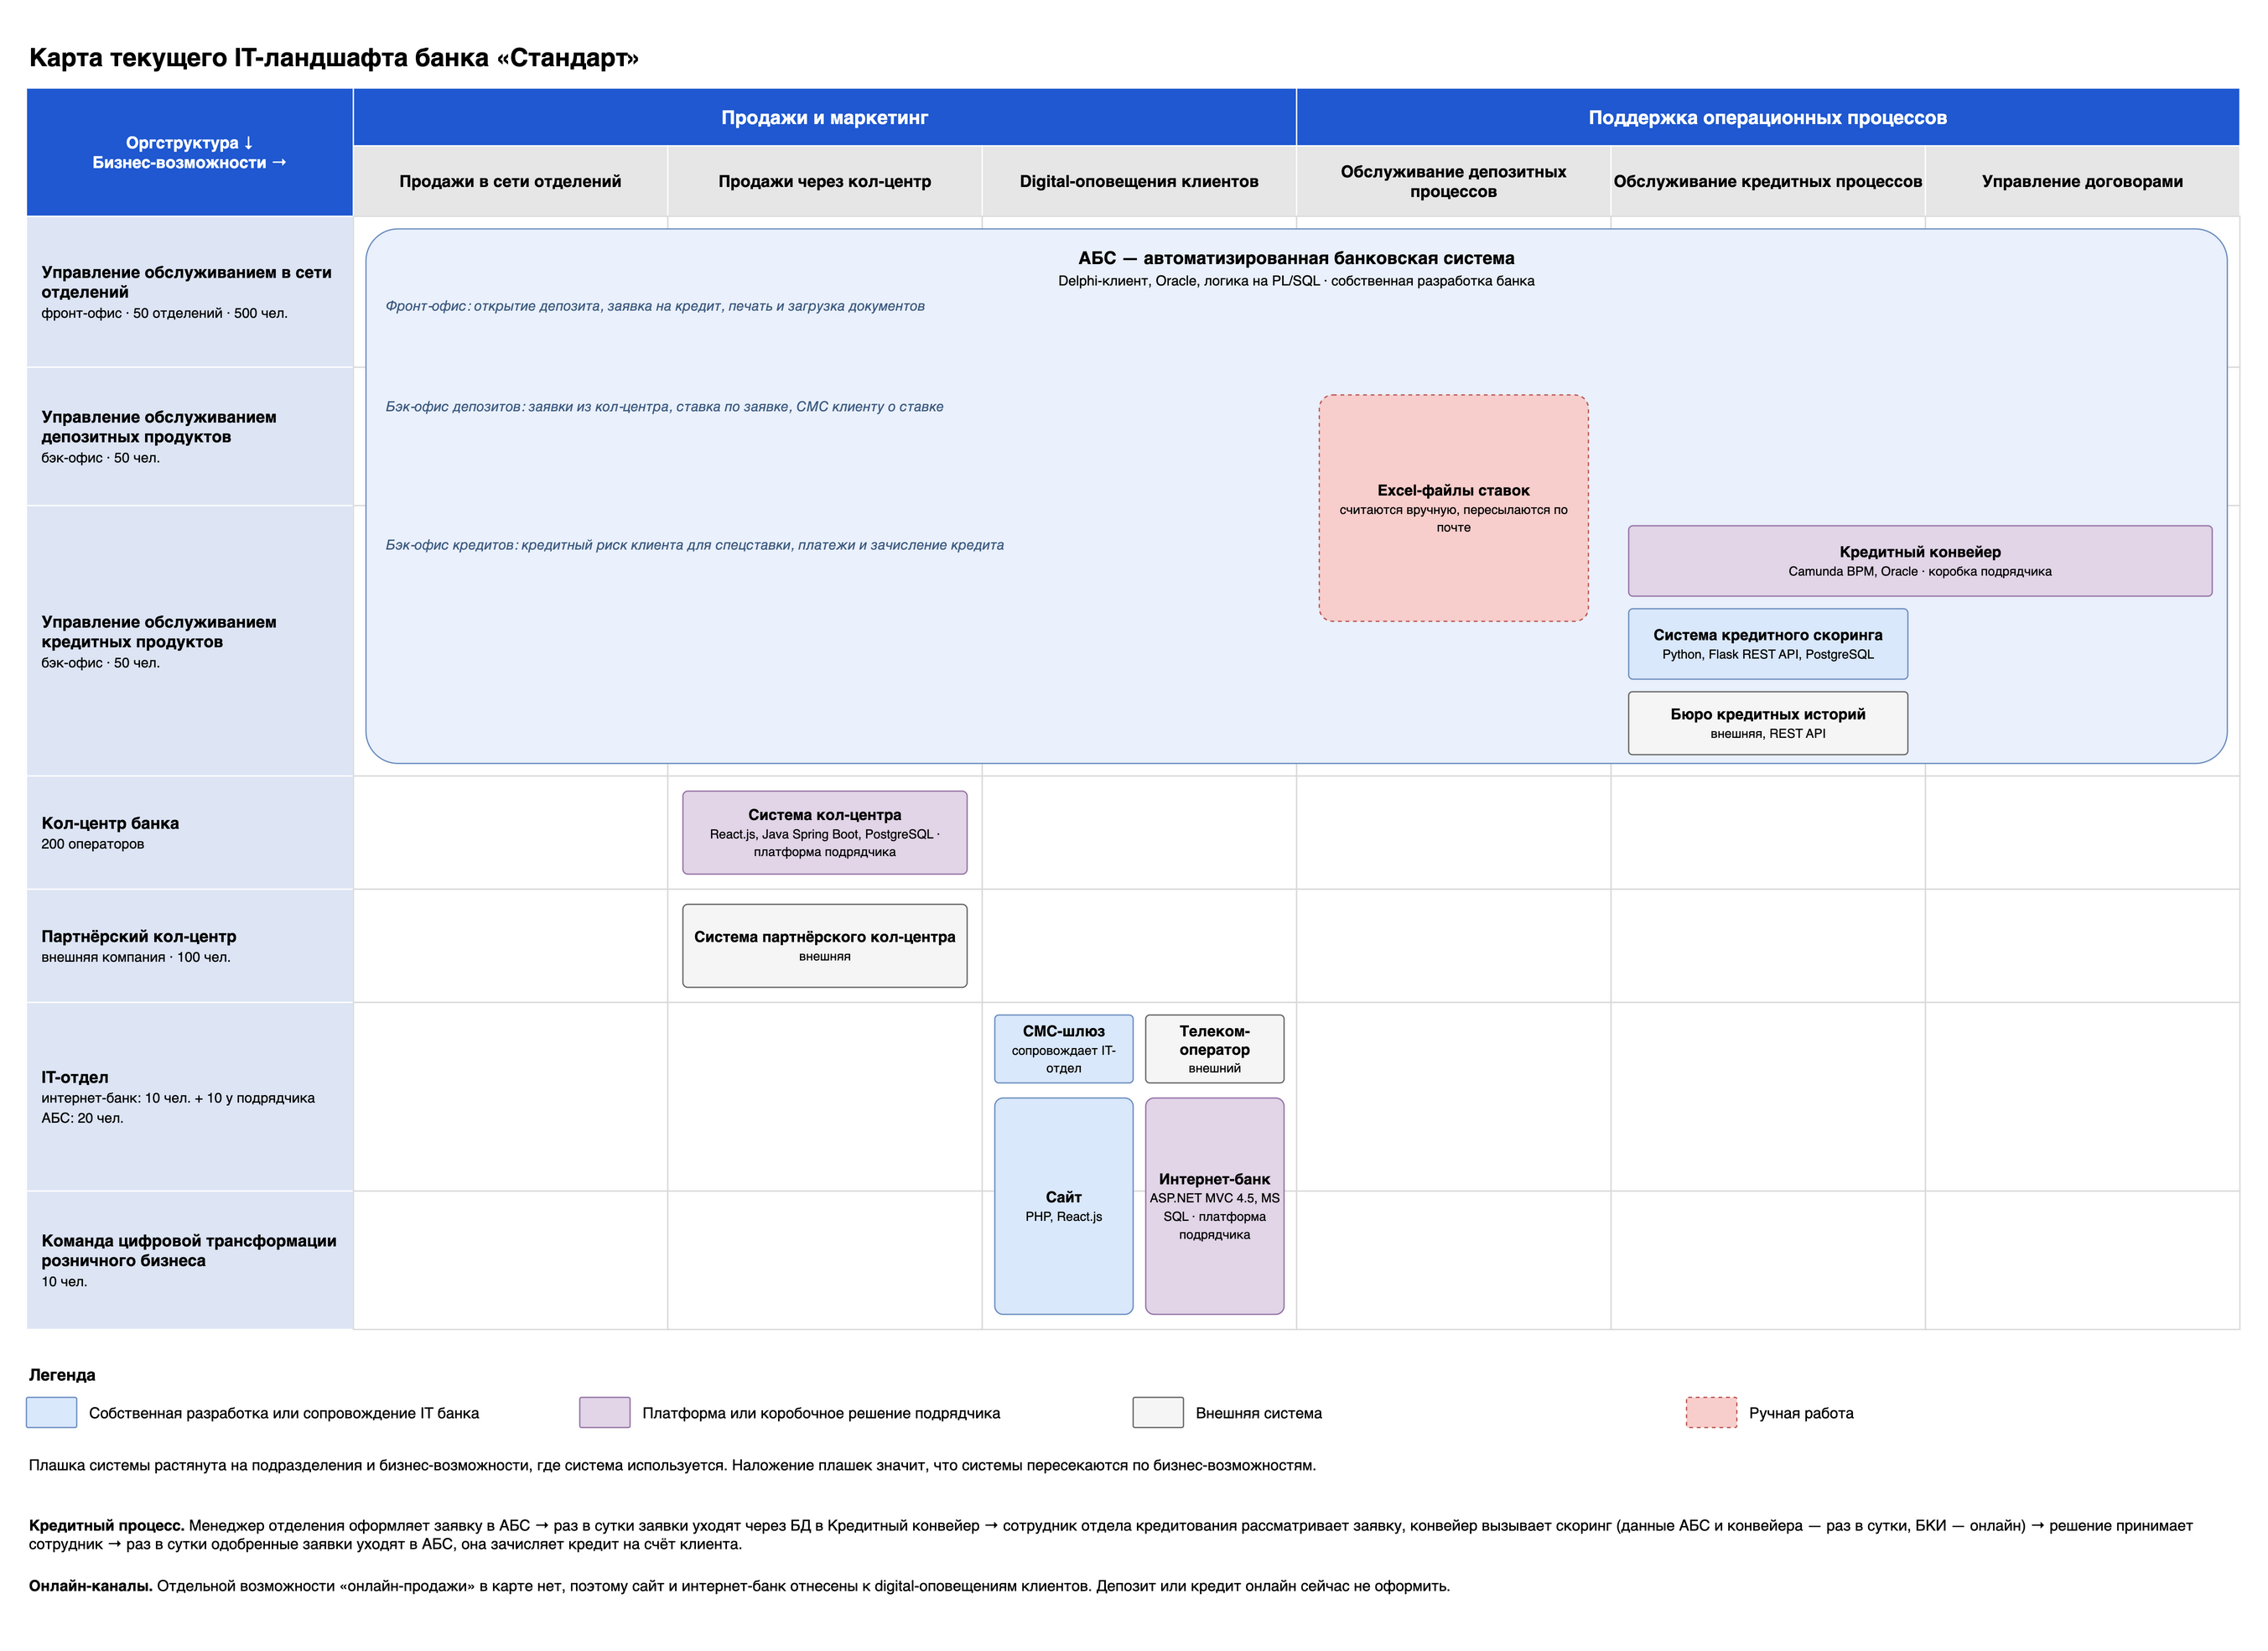 Карта текущего IT-ландшафта банка «Стандарт»
Оргструктура ↓
Бизнес-возможности →
Продажи и маркетинг
Поддержка операционных процессов
Продажи в сети отделений
Продажи через кол-центр
Digital-оповещения клиентов
Обслуживание депозитных
процессов
Обслуживание кредитных процессов
Управление договорами
Управление обслуживанием в сети
отделений
фронт-офис · 50 отделений · 500 чел.
АБС — автоматизированная банковская система
Delphi-клиент, Oracle, логика на PL/SQL · собственная разработка банка
Фронт-офис: открытие депозита, заявка на кредит, печать и загрузка документов
Управление обслуживанием
депозитных продуктов
бэк-офис · 50 чел.
Бэк-офис депозитов: заявки из кол-центра, ставка по заявке, СМС клиенту о ставке
Excel-файлы ставок
считаются вручную, пересылаются по
почте
Управление обслуживанием
кредитных продуктов
бэк-офис · 50 чел.
Бэк-офис кредитов: кредитный риск клиента для спецставки, платежи и зачисление кредита
Кредитный конвейер
Camunda BPM, Oracle · коробка подрядчика
Система кредитного скоринга
Python, Flask REST API, PostgreSQL
Бюро кредитных историй
внешняя, REST API
Кол-центр банка
200 операторов
Система кол-центра
React.js, Java Spring Boot, PostgreSQL ·
платформа подрядчика
Партнёрский кол-центр
внешняя компания · 100 чел.
Система партнёрского кол-центра
внешняя
IT-отдел
интернет-банк: 10 чел. + 10 у подрядчика
АБС: 20 чел.
СМС-шлюз
сопровождает IT-
отдел
Телеком-
оператор
внешний
Сайт
PHP, React.js
Интернет-банк
ASP.NET MVC 4.5, MS
SQL · платформа
подрядчика
Команда цифровой трансформации
розничного бизнеса
10 чел.
Легенда
Собственная разработка или сопровождение IT банка
Платформа или коробочное решение подрядчика
Внешняя система
Ручная работа
Плашка системы растянута на подразделения и бизнес-возможности, где система используется. Наложение плашек значит, что системы пересекаются по бизнес-возможностям.
Кредитный процесс. Менеджер отделения оформляет заявку в АБС → раз в сутки заявки уходят через БД в Кредитный конвейер → сотрудник отдела кредитования рассматривает заявку, конвейер вызывает скоринг (данные АБС и конвейера — раз в сутки, БКИ — онлайн) → решение принимает
сотрудник → раз в сутки одобренные заявки уходят в АБС, она зачисляет кредит на счёт клиента.
Онлайн-каналы. Отдельной возможности «онлайн-продажи» в карте нет, поэтому сайт и интернет-банк отнесены к digital-оповещениям клиентов. Депозит или кредит онлайн сейчас не оформить.